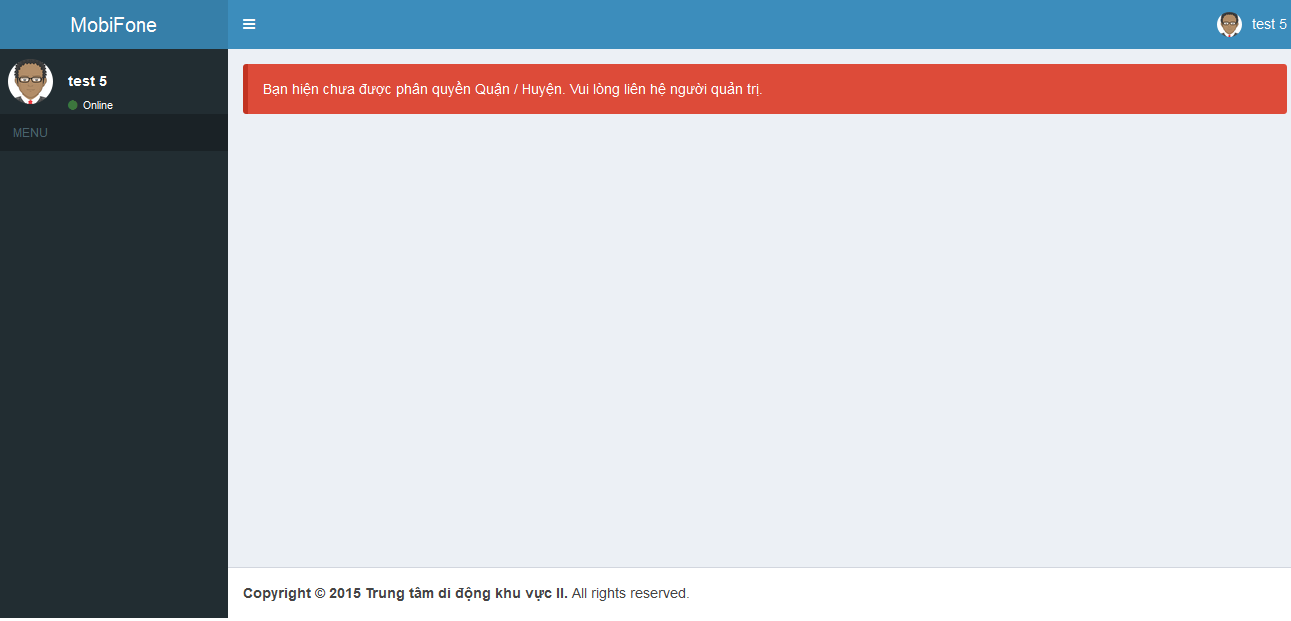 MobiFone
test 5
test 5
Online
MENU
Bạn hiện chưa được phân quyền Quận / Huyện. Vui lòng liên hệ người quản trị.
Copyright © 2015 Trung tâm di động khu vực II. All rights reserved.